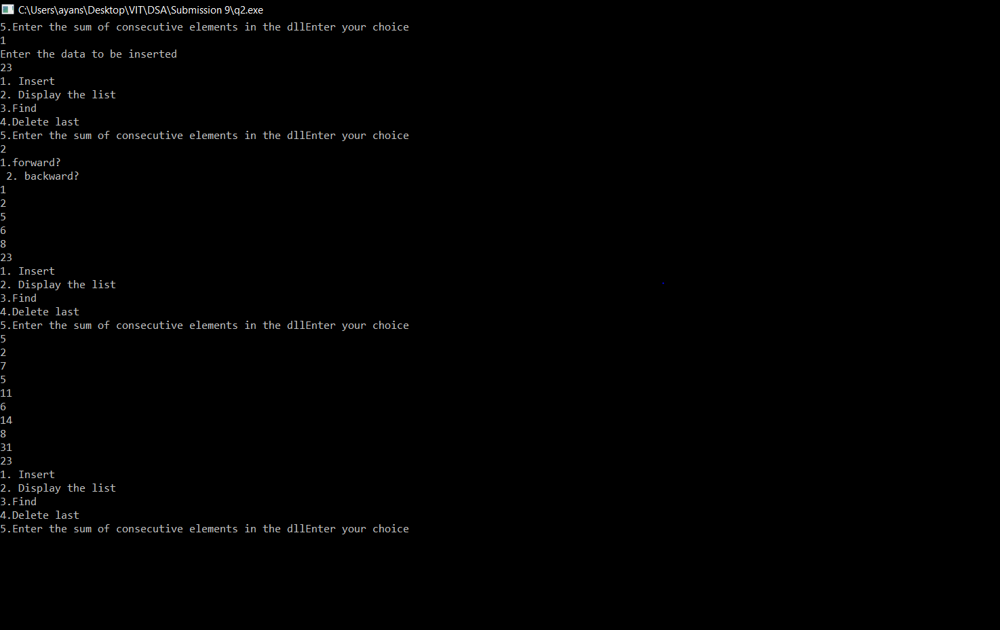 C:\Users\ayans\Desktop\VIT\DSA\Submission 9\q2.exe
5.Enter the sum of consecutive elements in the dllEnter your choice
1
Enter the data to be inserted
23
1. Insert
2. Display the list
3.Find
4.Delete last
5.Enter the sum of consecutive elements in the dllEnter your choice
2
1.forward?
 2. backward?
1
2
5
6
8
23
1. Insert
2. Display the list
3.Find
4.Delete last
5.Enter the sum of consecutive elements in the dllEnter your choice
5
2
7
5
11
6
14
8
31
23
1. Insert
2. Display the list
3.Find
4.Delete last
5.Enter the sum of consecutive elements in the dllEnter your choice